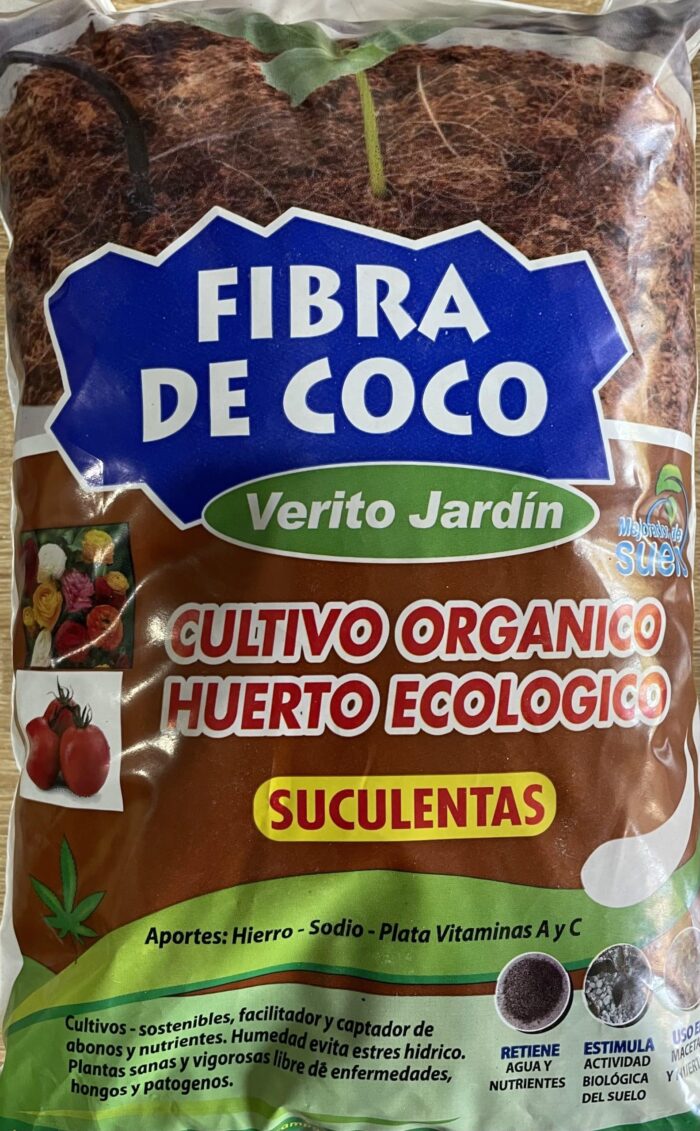 FIBRA
DE COCO
Verito Jardín
Mejorador de
CULTIVO ORGANICO
HUERTO ECOLOGICO
SUCULENTAS
Aportes: Hierro - Sodio - Plata Vitaminas A y C
Cultivos - sostenibles, facilitador y captador de
abonos y nutrientes. Humedad evita estres hidrico.
Plantas sanas y vigorosas libre de enfermedades,
hongos y patogenos.
RETIENE
AGUA Y
NUTRIENTES
ESTIMULA
ACTIVIDAD
BIOLÓGICA
DEL SUELO